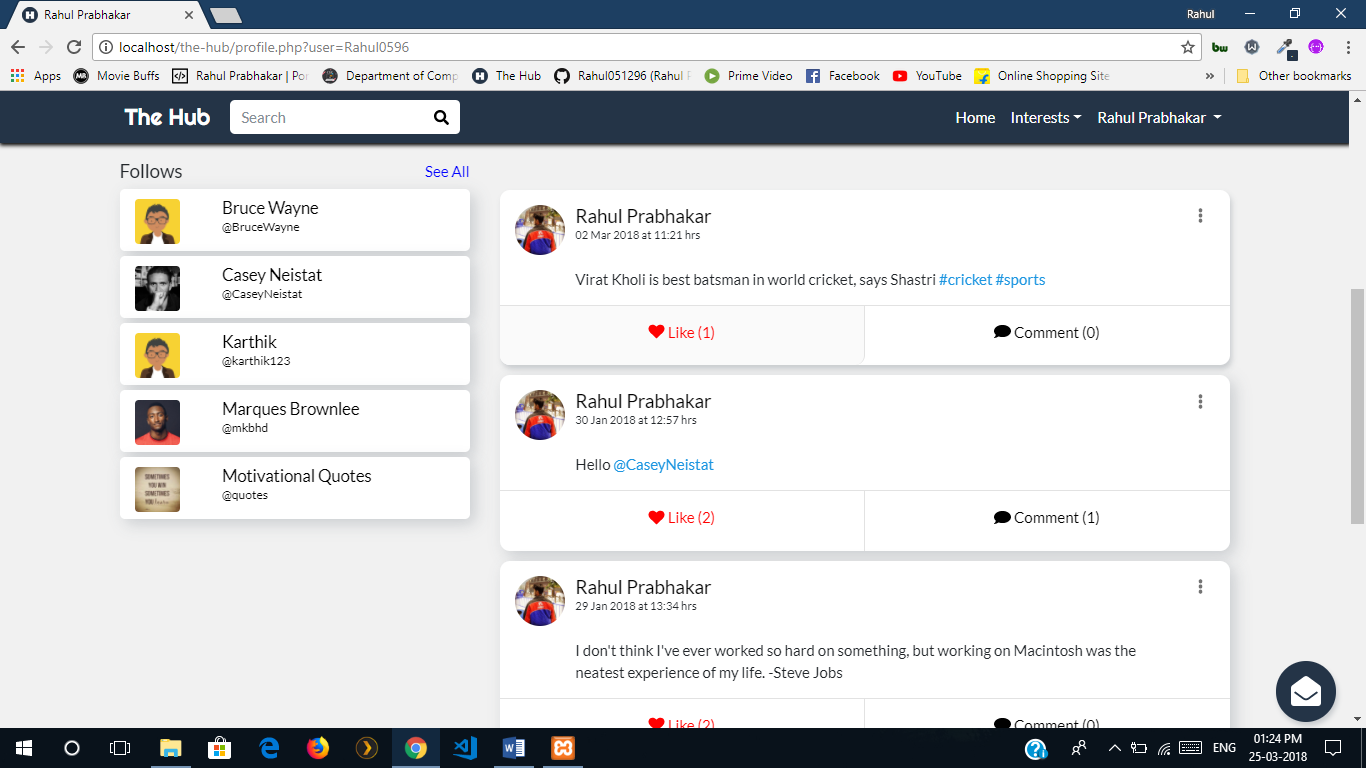 Rahul Prabhakar
Rahul
localhost/the-hub/profile.php?user=Rahul0596
bw
Apps
Movie Buffs
Rahul Prabhakar | Por
Department of Comp
The Hub
Rahul051296 (Rahul P
Prime Video
Facebook
YouTube
Online Shopping Site
»
Other bookmarks
The Hub
Search
Home
Interests
Rahul Prabhakar
Follows
See All
Bruce Wayne
@BruceWayne
Casey Neistat
@CaseyNeistat
Karthik
@karthik123
Marques Brownlee
@mkbhd
SOMETIMES
YOU WIN
SOMETIMES
YOU
Motivational Quotes
@quotes
Rahul Prabhakar
02 Mar 2018 at 11:21 hrs
Virat Kholi is best batsman in world cricket, says Shastri #cricket #sports
Like (1)
Comment (0)
Rahul Prabhakar
30 Jan 2018 at 12:57 hrs
Hello @CaseyNeistat
Like (2)
Comment (1)
Rahul Prabhakar
29 Jan 2018 at 13:34 hrs
I don't think I've ever worked so hard on something, but working on Macintosh was the
neatest experience of my life. -Steve Jobs
Like (2)
Comment (0)
ENG
01:24 PM
25-03-2018